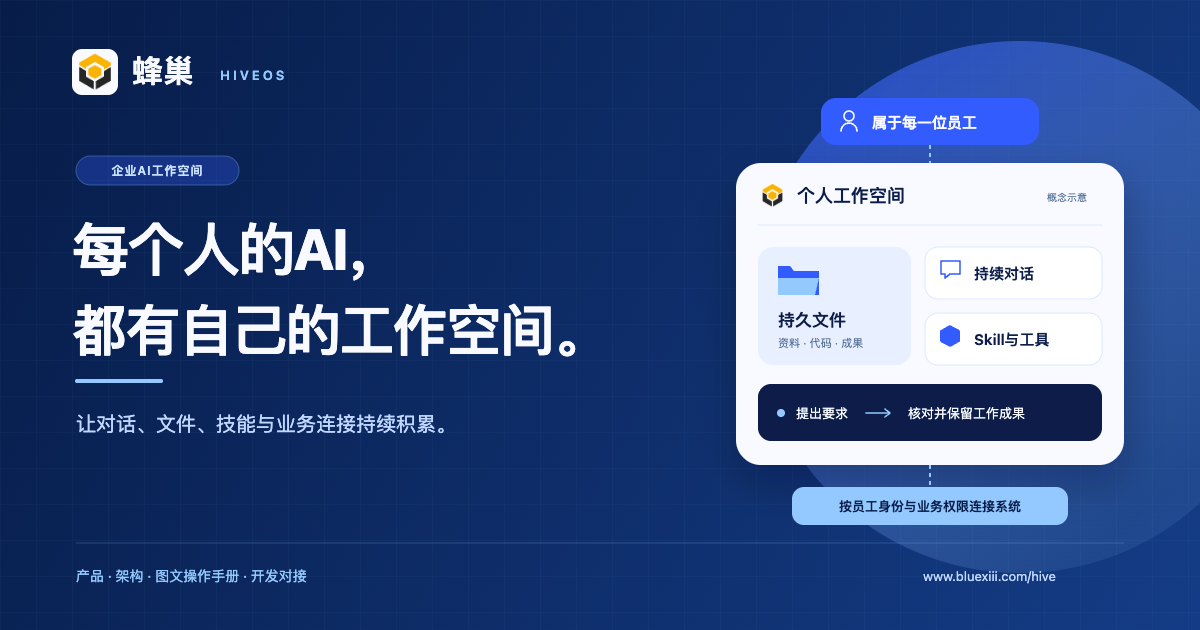 蜂巢 HIVEOS
企业AI工作空间
每个人的AI，
都有自己的工作空间。
让对话、文件、技能与业务连接持续积累。
属于每一位员工
个人工作空间
概念示意
持久文件
资料 · 代码 · 成果
持续对话
Skill与工具
提出要求 → 核对并保留工作成果
按员工身份与业务权限连接系统
产品 · 架构 · 图文操作手册 · 开发对接
www.bluexiii.com/hive